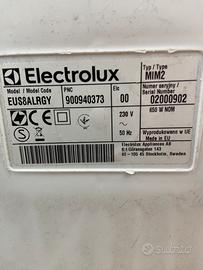 Electrolux
Typ / Type
MIM2
Model / Model Code
EUS8ALRGY
PNC
900940373
Elc
00
Numer seryjny /
Serial Number
02000902
230 V
650 W NOM
50 Hz
Wyprodukowano w UE
Made in EU
Electrolux Appliances AB
S:t Göransgatan 143
SE - 105 45 Stockholm, Sweden
Subito